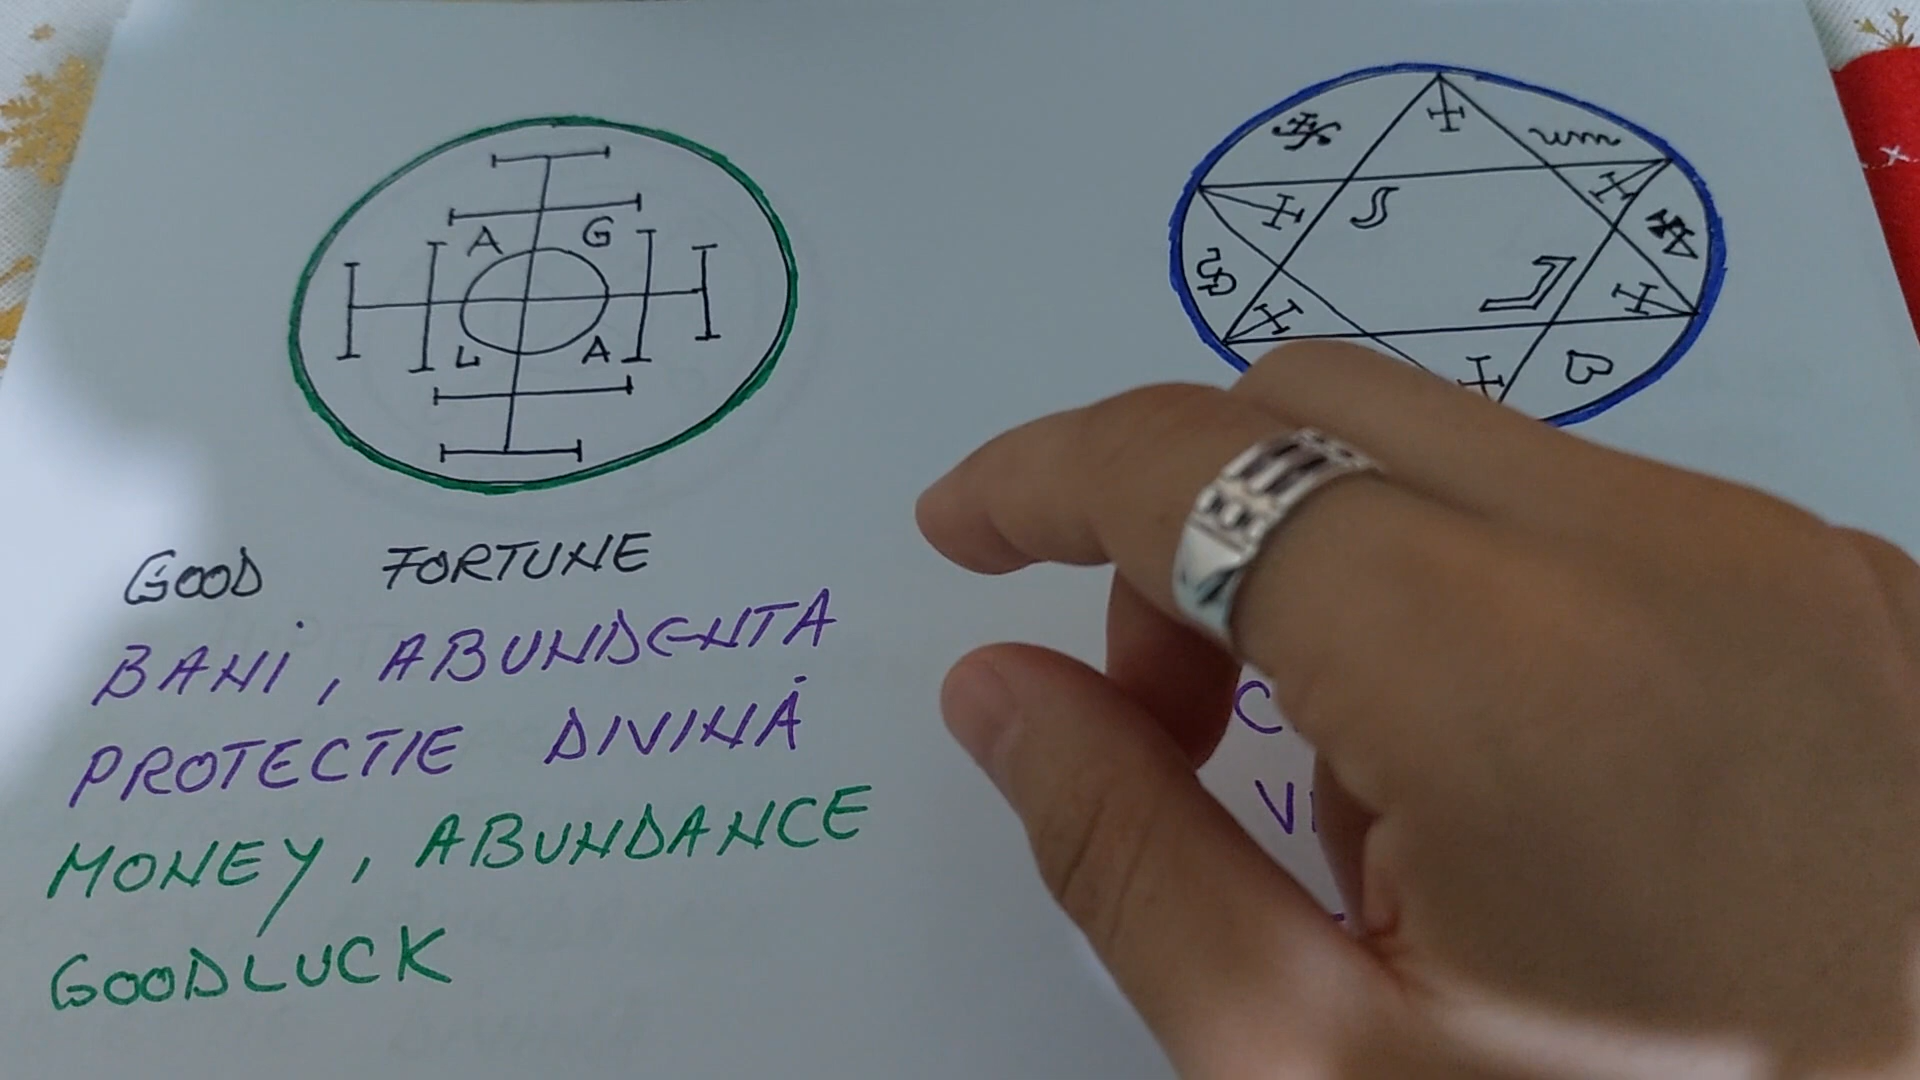 A G
L A
GOOD FORTUNE
BANi, ABUNDENTA
PROTECTIE DIVINĂ
MONEY, ABUNDANCE
GOODLUCK